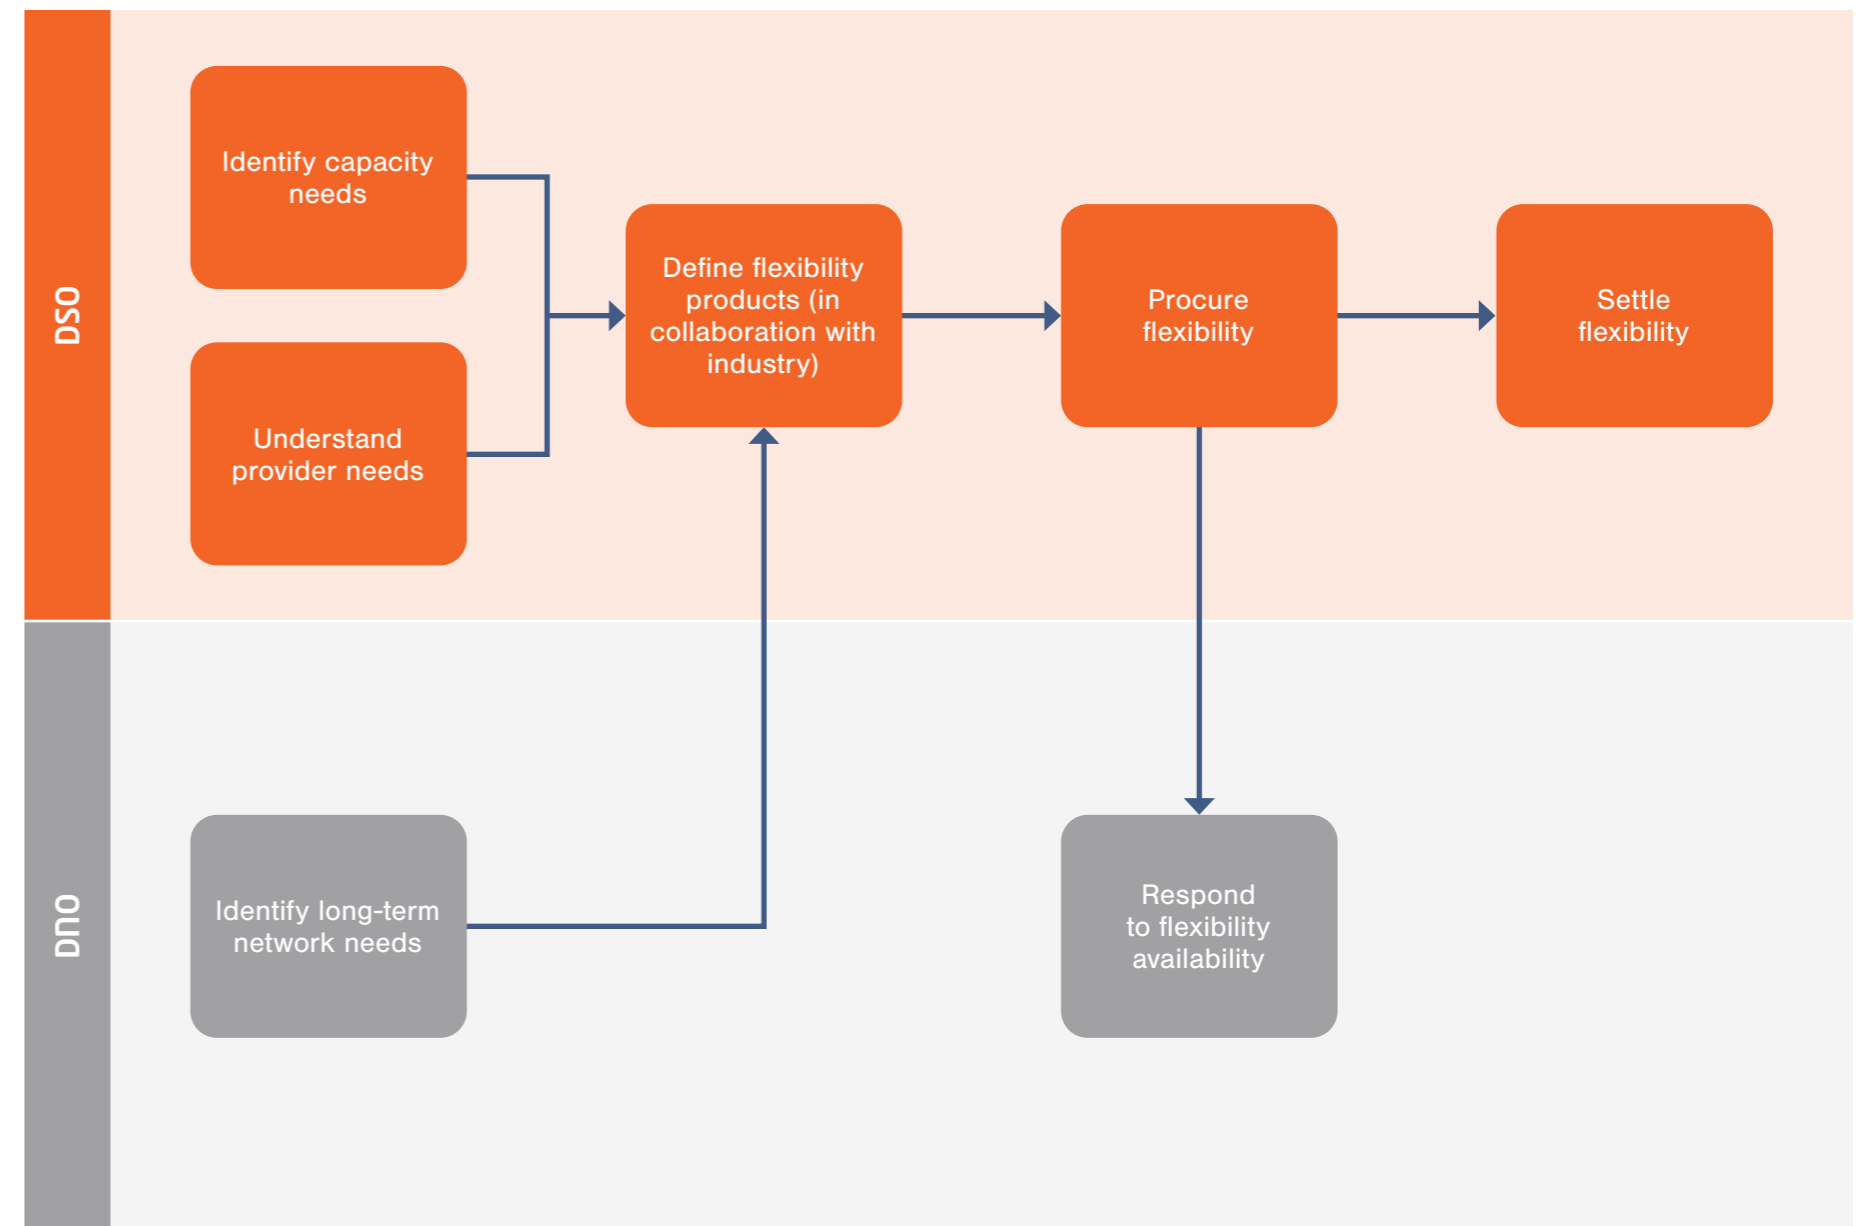 DSO
Identify capacity
needs
Understand
provider needs
Define flexibility
products (in
collaboration with
industry)
Procure
flexibility
Settle
flexibility
DNO
Identify long-term
network needs
Respond
to flexibility
availability